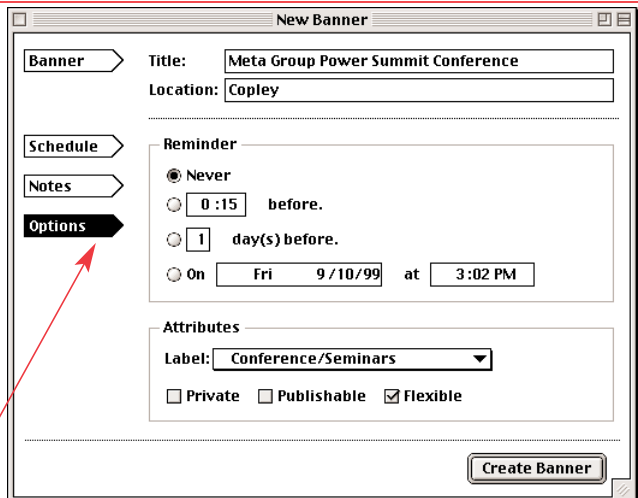 New Banner
Banner
Title: Meta Group Power Summit Conference
Location: Copley
Schedule
Notes
Options
Reminder
Never
0 :15 before.
1 day(s) before.
On Fri 9 /10/99 at 3:02 PM
Attributes
Label: Conference/Seminars
Private Publishable Flexible
Create Banner